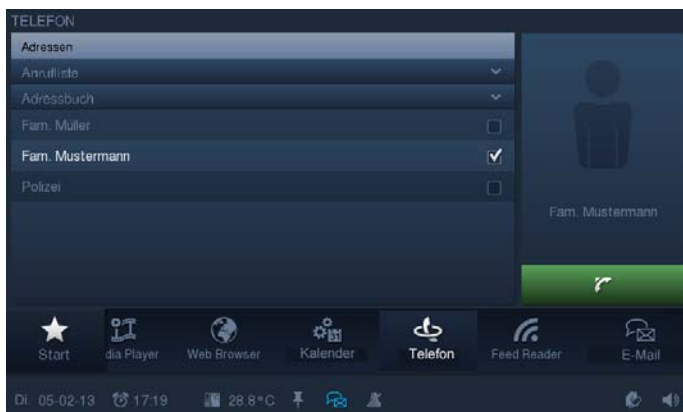 TELEFON
Adressen
Anrufliste
Adressbuch
Fam. Müller
Fam. Mustermann
Polizei
Fam. Mustermann
Start
dia Player
Web Browser
Kalender
Telefon
Feed Reader
E-Mail
Di. 05-02-13 17:19 28.8°C